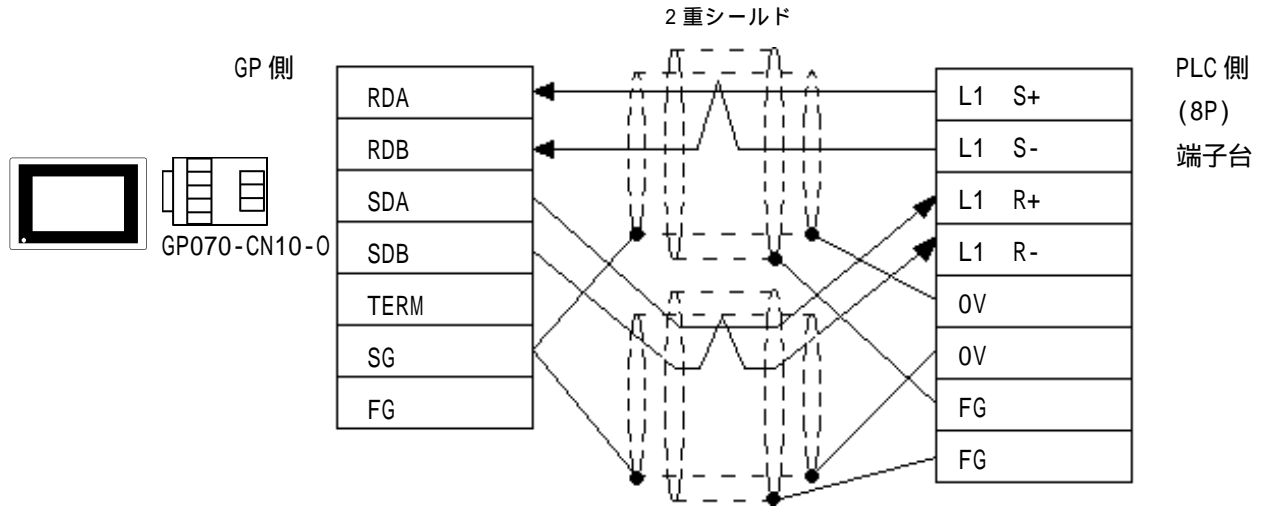 2重シールド
GP側
RDA
RDB
SDA
SDB
TERM
SG
FG
GP070-CN10-O
L1 S+
L1 S-
L1 R+
L1 R-
0V
0V
FG
FG
PLC側
(8P)
端子台